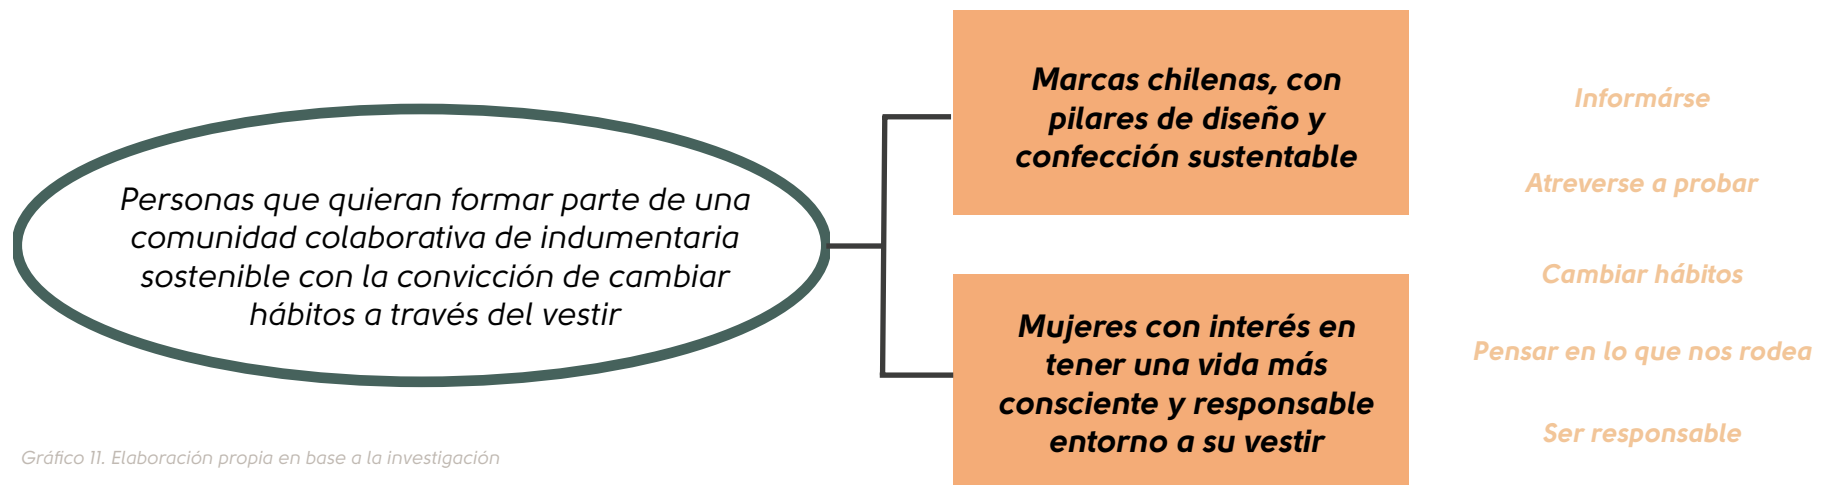 Personas que quieran formar parte de una
comunidad colaborativa de indumentaria
sostenible con la convicción de cambiar
hábitos a través del vestir
Marcas chilenas, con
pilares de diseño y
confección sustentable
Mujeres con interés en
tener una vida más
consciente y responsable
entorno a su vestir
Informárse
Atreverse a probar
Cambiar hábitos
Pensar en lo que nos rodea
Ser responsable
Gráfico 11. Elaboración propia en base a la investigación